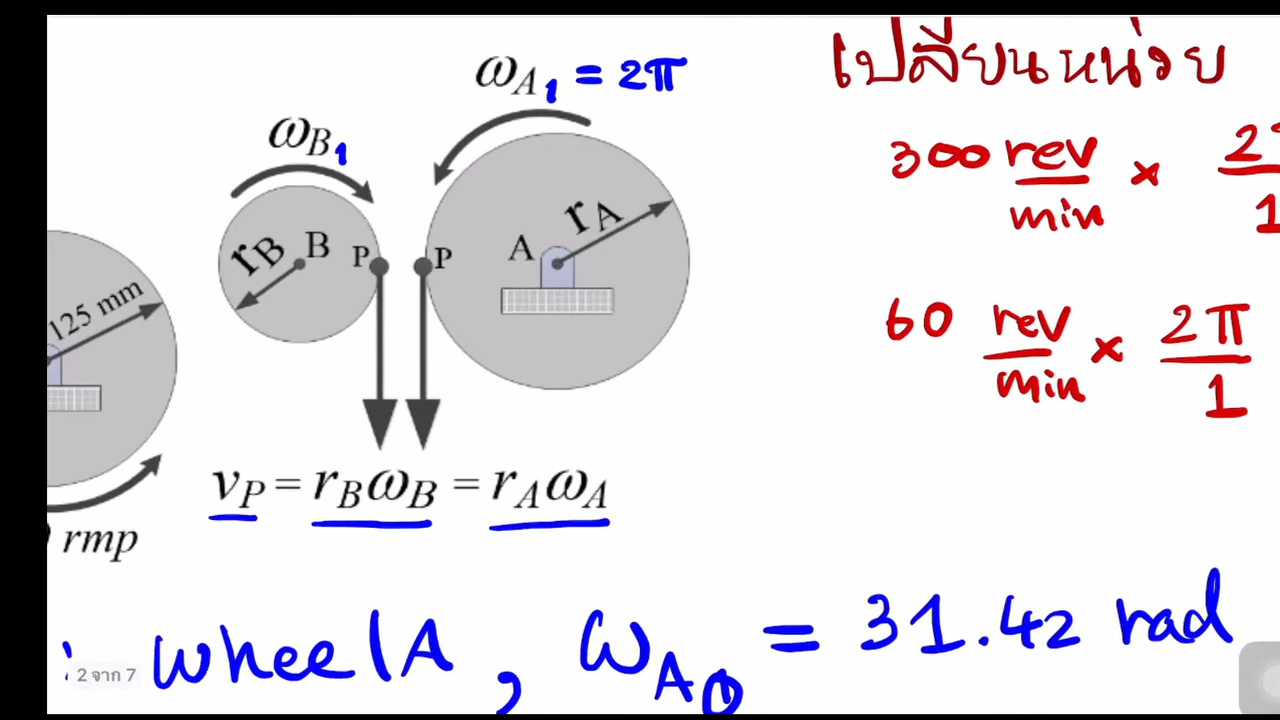 เปลี่ยนหน่วย
ωA1 = 2π
ωB1
300 rev/min × 2
1
rB B P P A rA
125 mm
60 rev/min × 2π/1
vP = rBωB = rAωA
rmp
wheel A , ωA0 = 31.42 rad
2 จาก 7